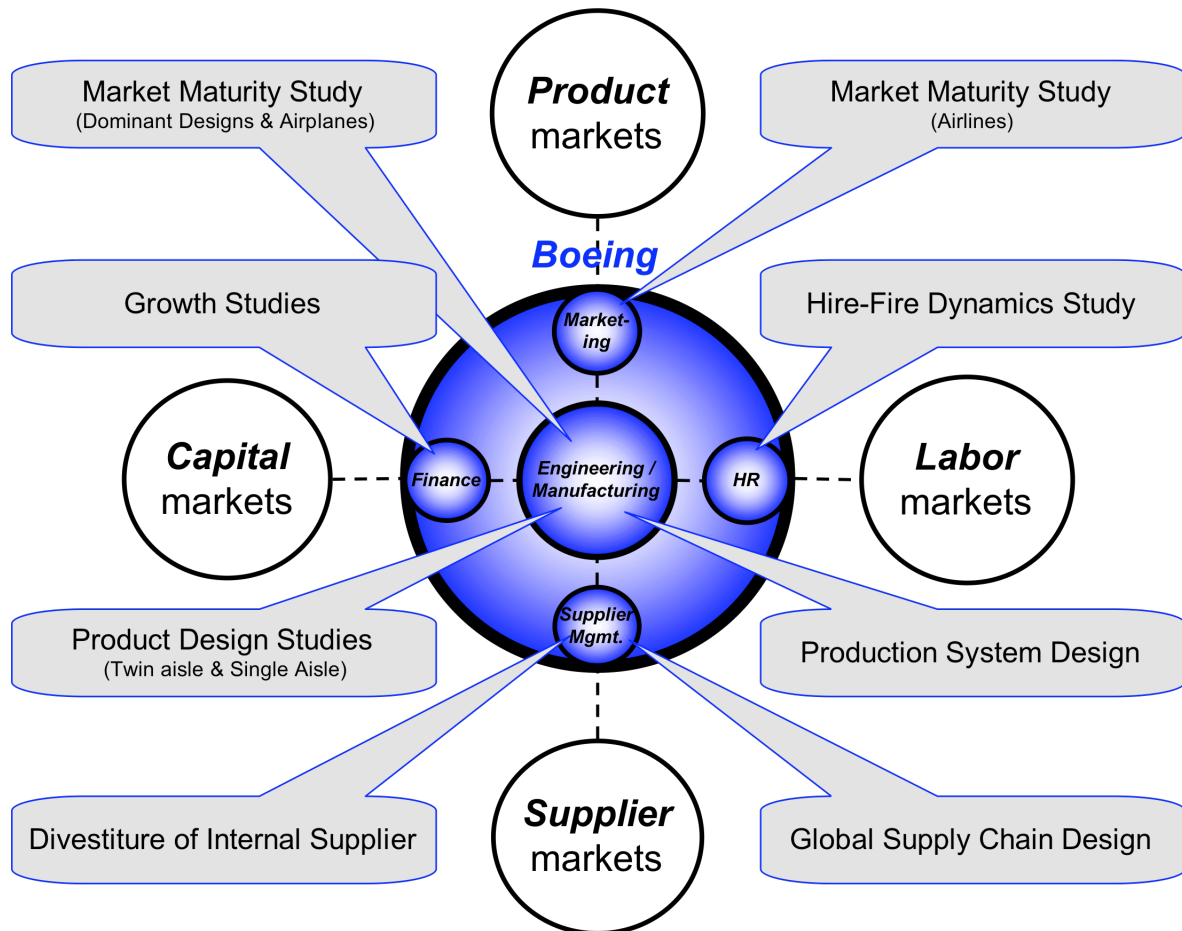 Market Maturity Study
(Dominant Designs & Airplanes)
Product
markets
Market Maturity Study
(Airlines)
Boeing
Growth Studies
Market-
ing
Hire-Fire Dynamics Study
Capital
markets
Finance
Engineering /
Manufacturing
HR
Labor
markets
Product Design Studies
(Twin aisle & Single Aisle)
Supplier
Mgmt.
Production System Design
Divestiture of Internal Supplier
Supplier
markets
Global Supply Chain Design